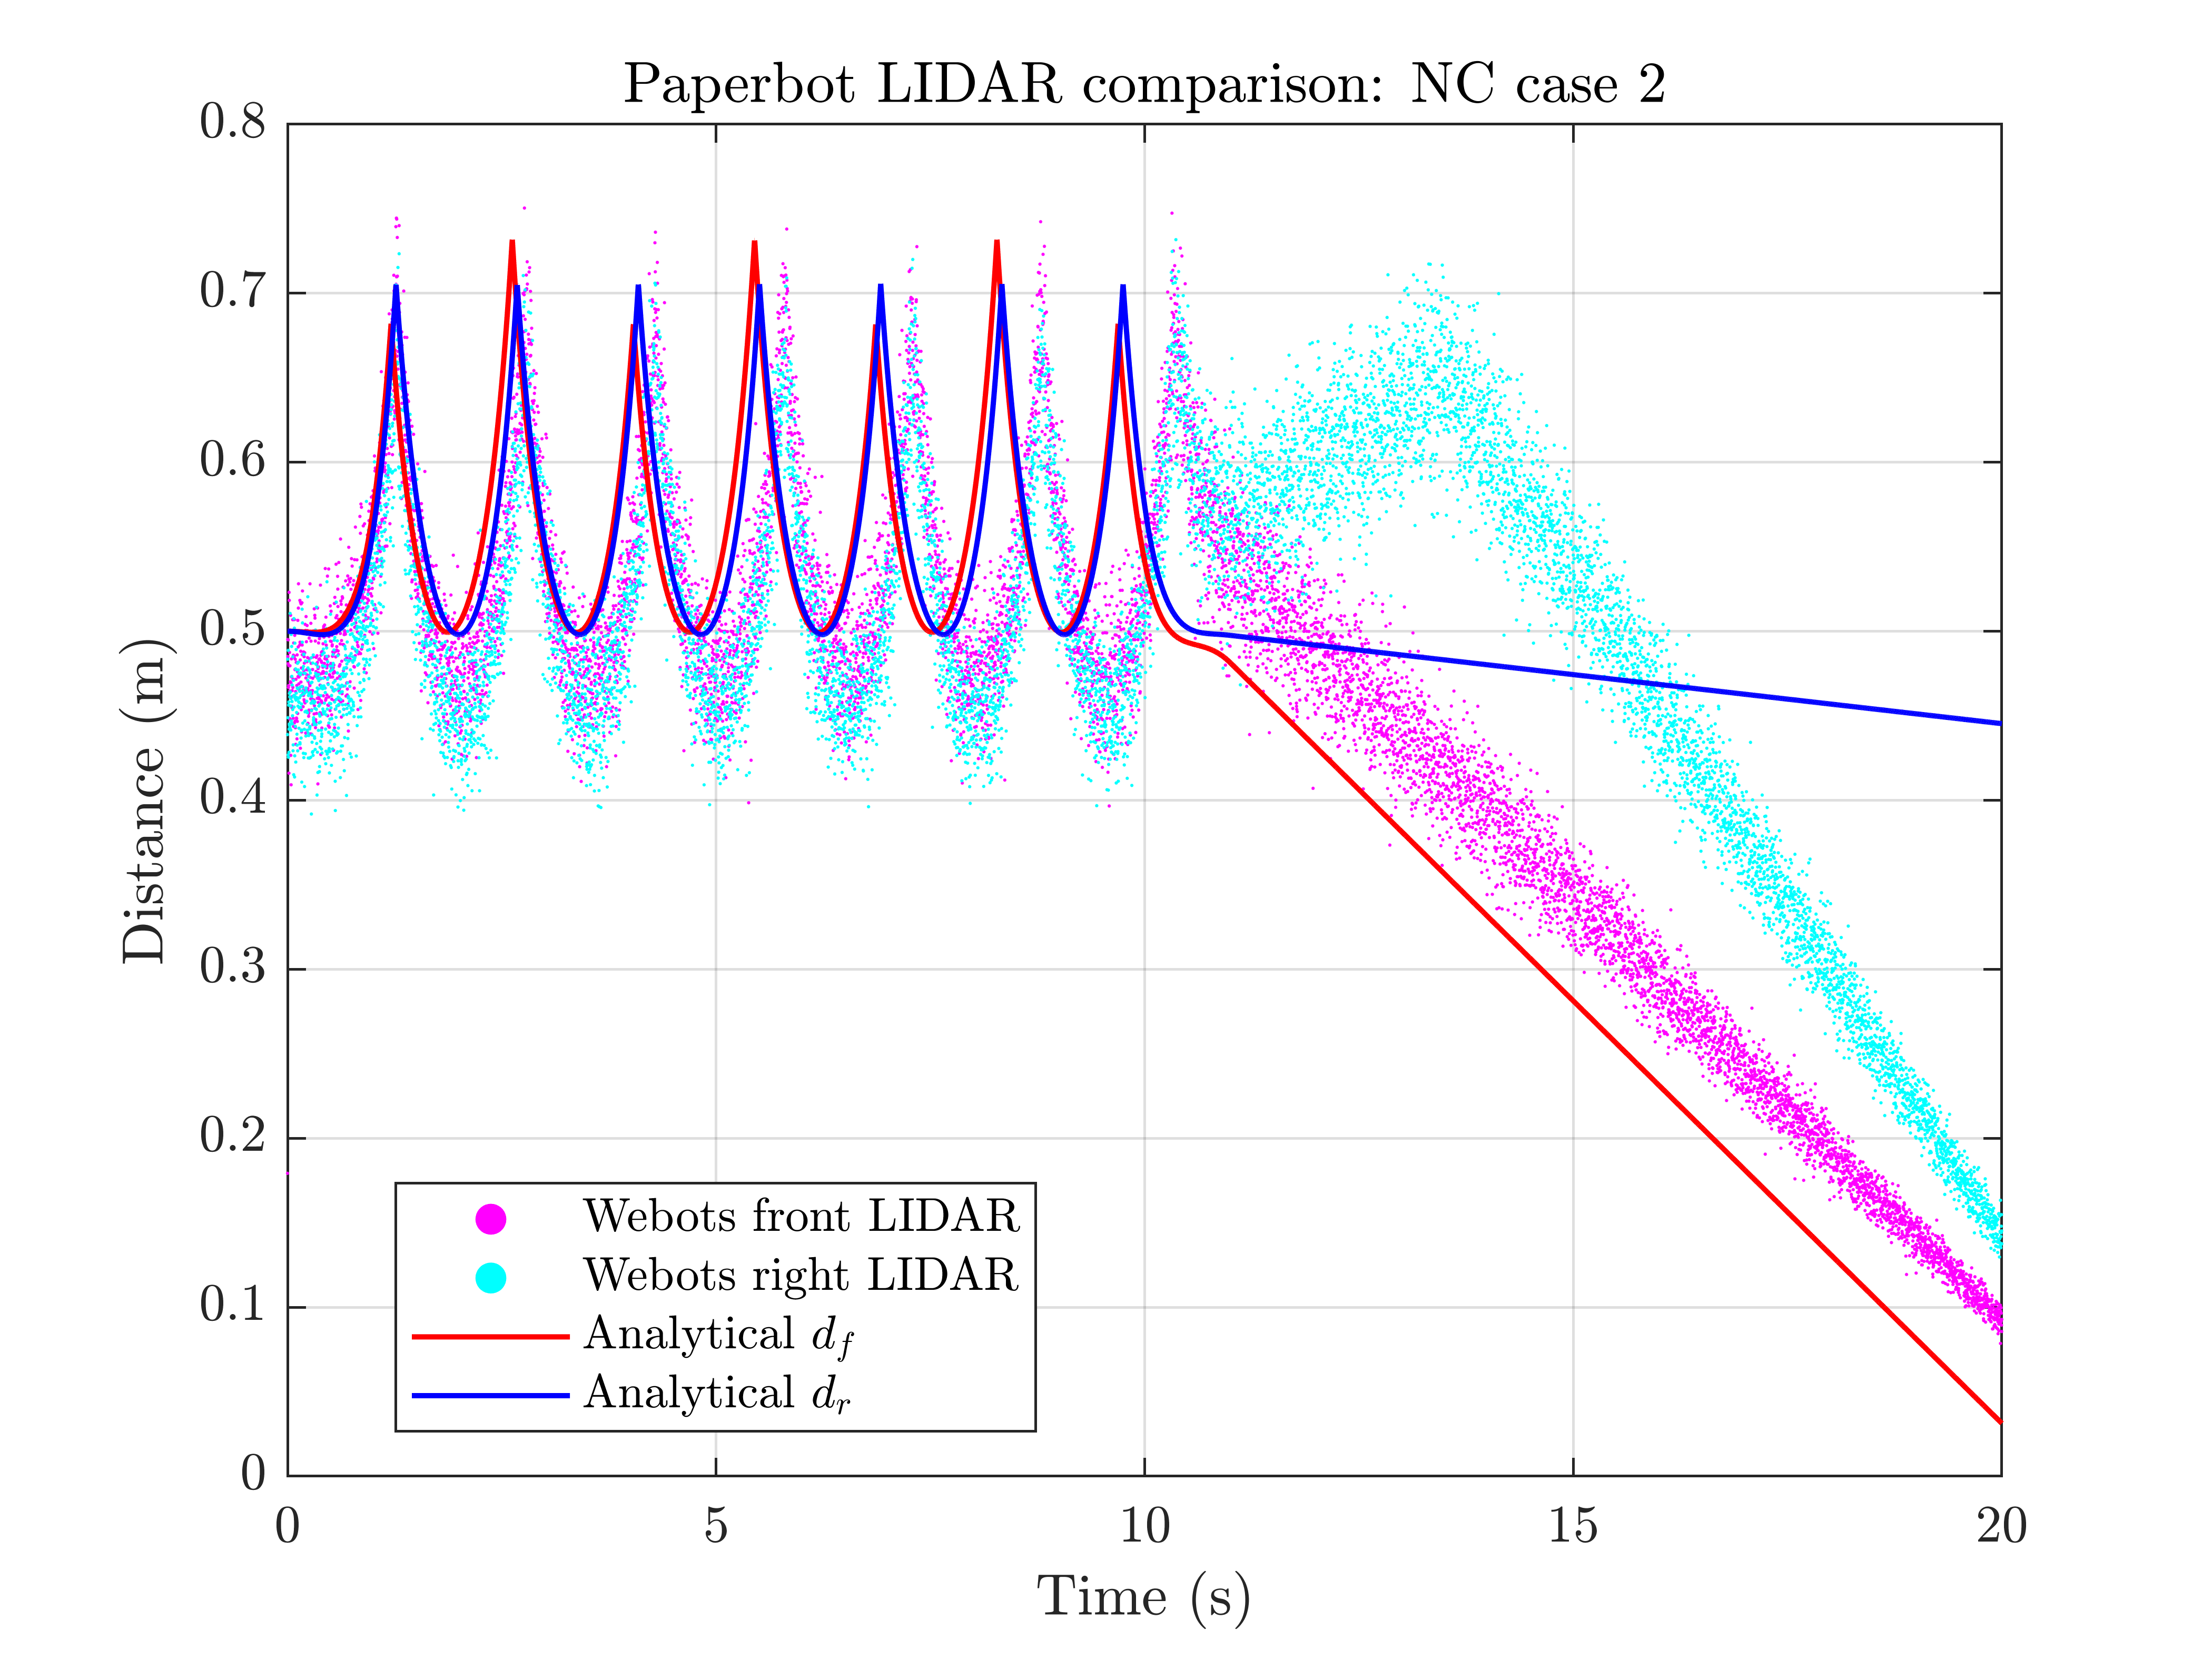 Paperbot LIDAR comparison: NC case 2
0.8
0.7
0.6
0.5
0.4
0.3
0.2
0.1
0
Distance (m)
Webots front LIDAR
Webots right LIDAR
Analytical d_f
Analytical d_r
0 5 10 15 20
Time (s)